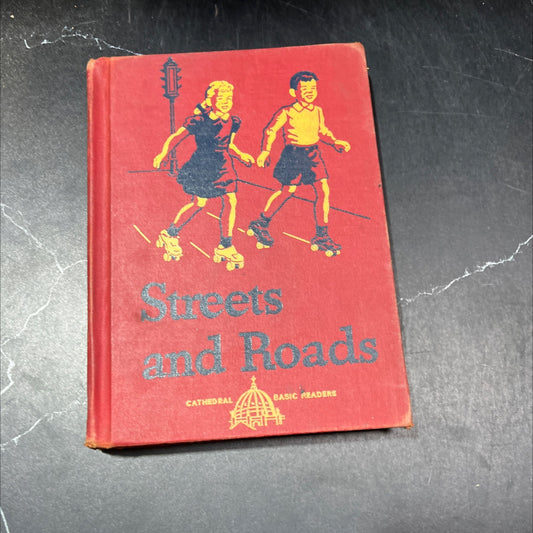 Streets
and Roads
CATHEDRAL BASIC READERS